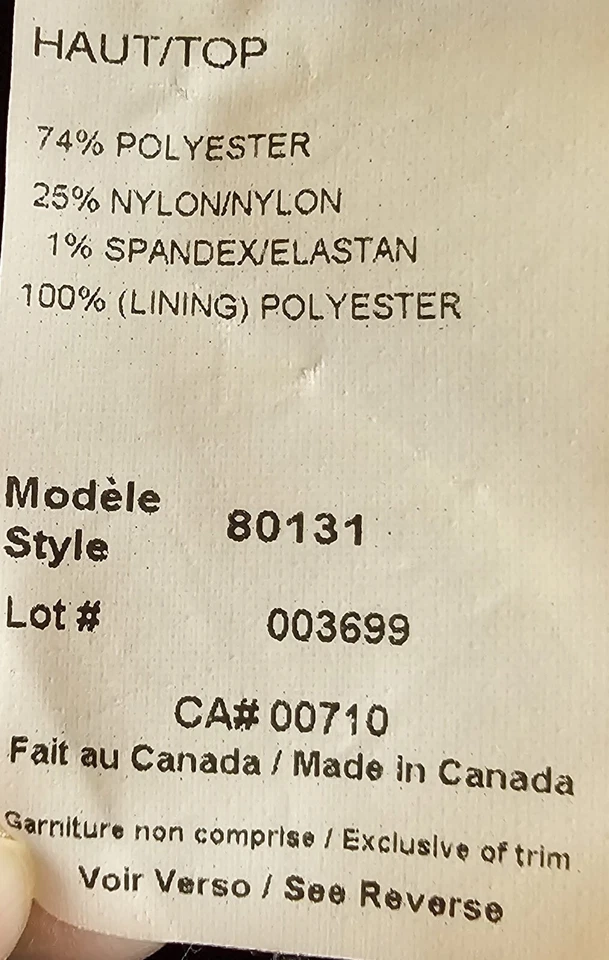 HAUT/TOP
74% POLYESTER
25% NYLON/NYLON
1% SPANDEX/ELASTAN
100% (LINING) POLYESTER
Modèle
Style 80131
Lot # 003699
CA# 00710
Fait au Canada / Made in Canada
Garniture non comprise / Exclusive of trim
Voir Verso / See Reverse